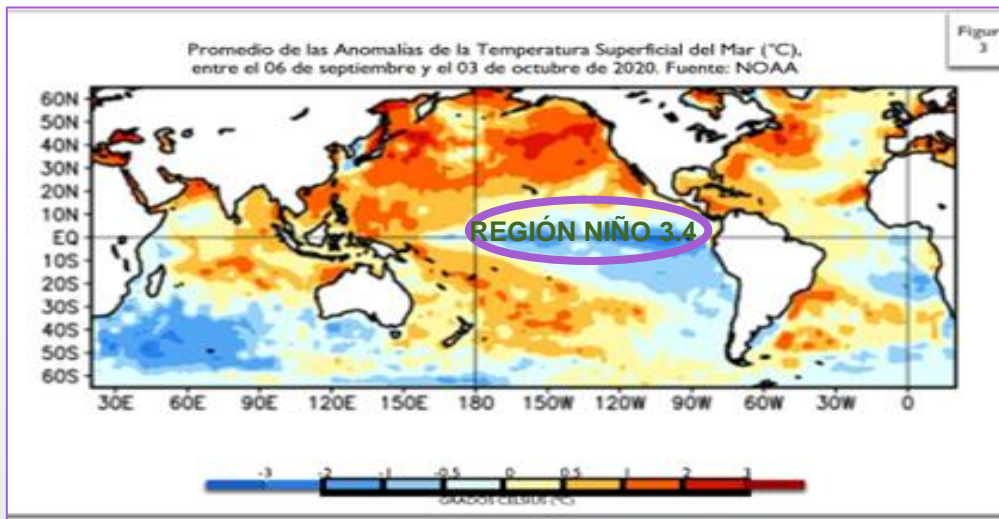 Figur
3
Promedio de las Anomalías de la Temperatura Superficial del Mar (°C),
entre el 06 de septiembre y el 03 de octubre de 2020. Fuente: NOAA
60N
50N
40N
30N
20N
10N
EQ
10S
20S
30S
40S
50S
60S
REGIÓN NIÑO 3.4
30E 60E 90E 120E 150E 180 150W 120W 90W 60W 30W 0
-3 -2 -1 -0.5 0 0.5 1 2 3
GRADOS CELSIUS (°C)